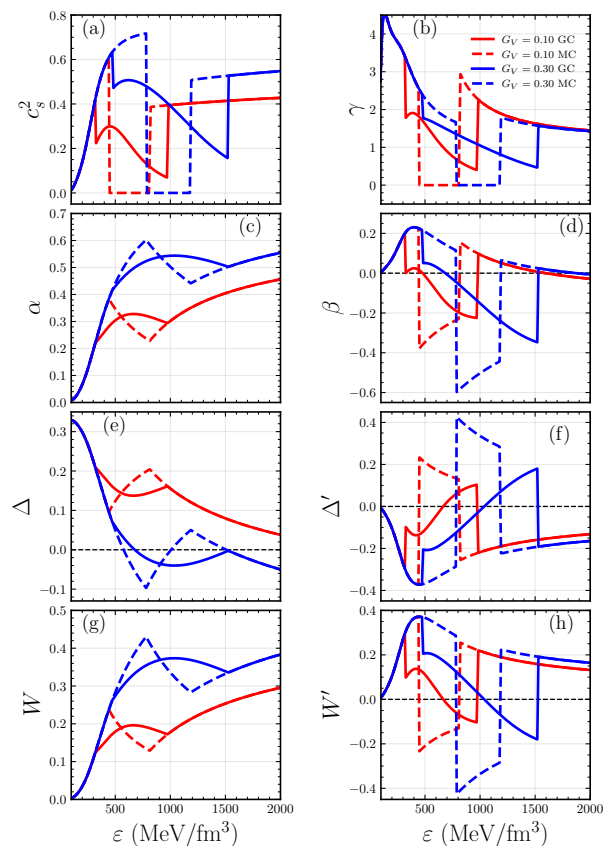 (a)
0.8
0.6
0.4
0.2
0.0
c_s^2
(b)
G_V = 0.10 GC
G_V = 0.10 MC
G_V = 0.30 GC
G_V = 0.30 MC
4
3
2
1
0
γ
(c)
0.7
0.6
0.5
0.4
0.3
0.2
0.1
0.0
α
(d)
0.2
0.0
−0.2
−0.4
−0.6
β
(e)
0.3
0.2
0.1
0.0
−0.1
Δ
(f)
0.4
0.2
0.0
−0.2
−0.4
Δ′
(g)
0.5
0.4
0.3
0.2
0.1
0.0
W
500 1000 1500 2000
ε (MeV/fm³)
(h)
0.4
0.2
0.0
−0.2
−0.4
W′
500 1000 1500 2000
ε (MeV/fm³)